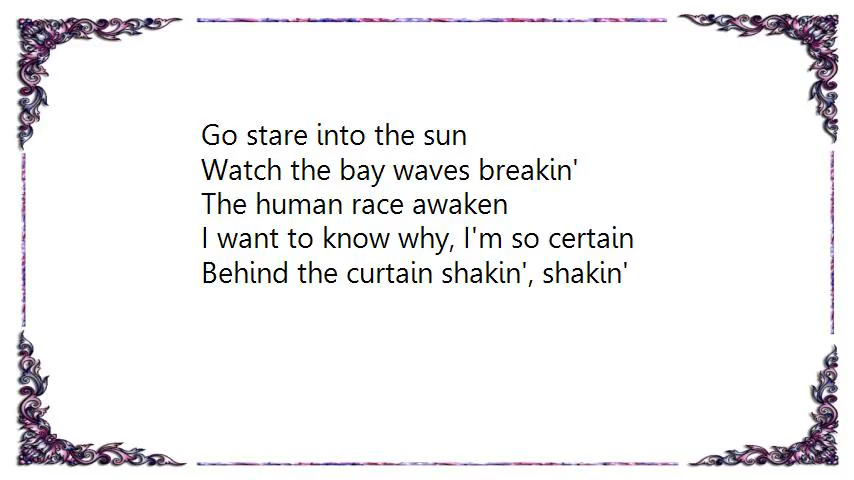 Go stare into the sun
Watch the bay waves breakin'
The human race awaken
I want to know why, I'm so certain
Behind the curtain shakin', shakin'